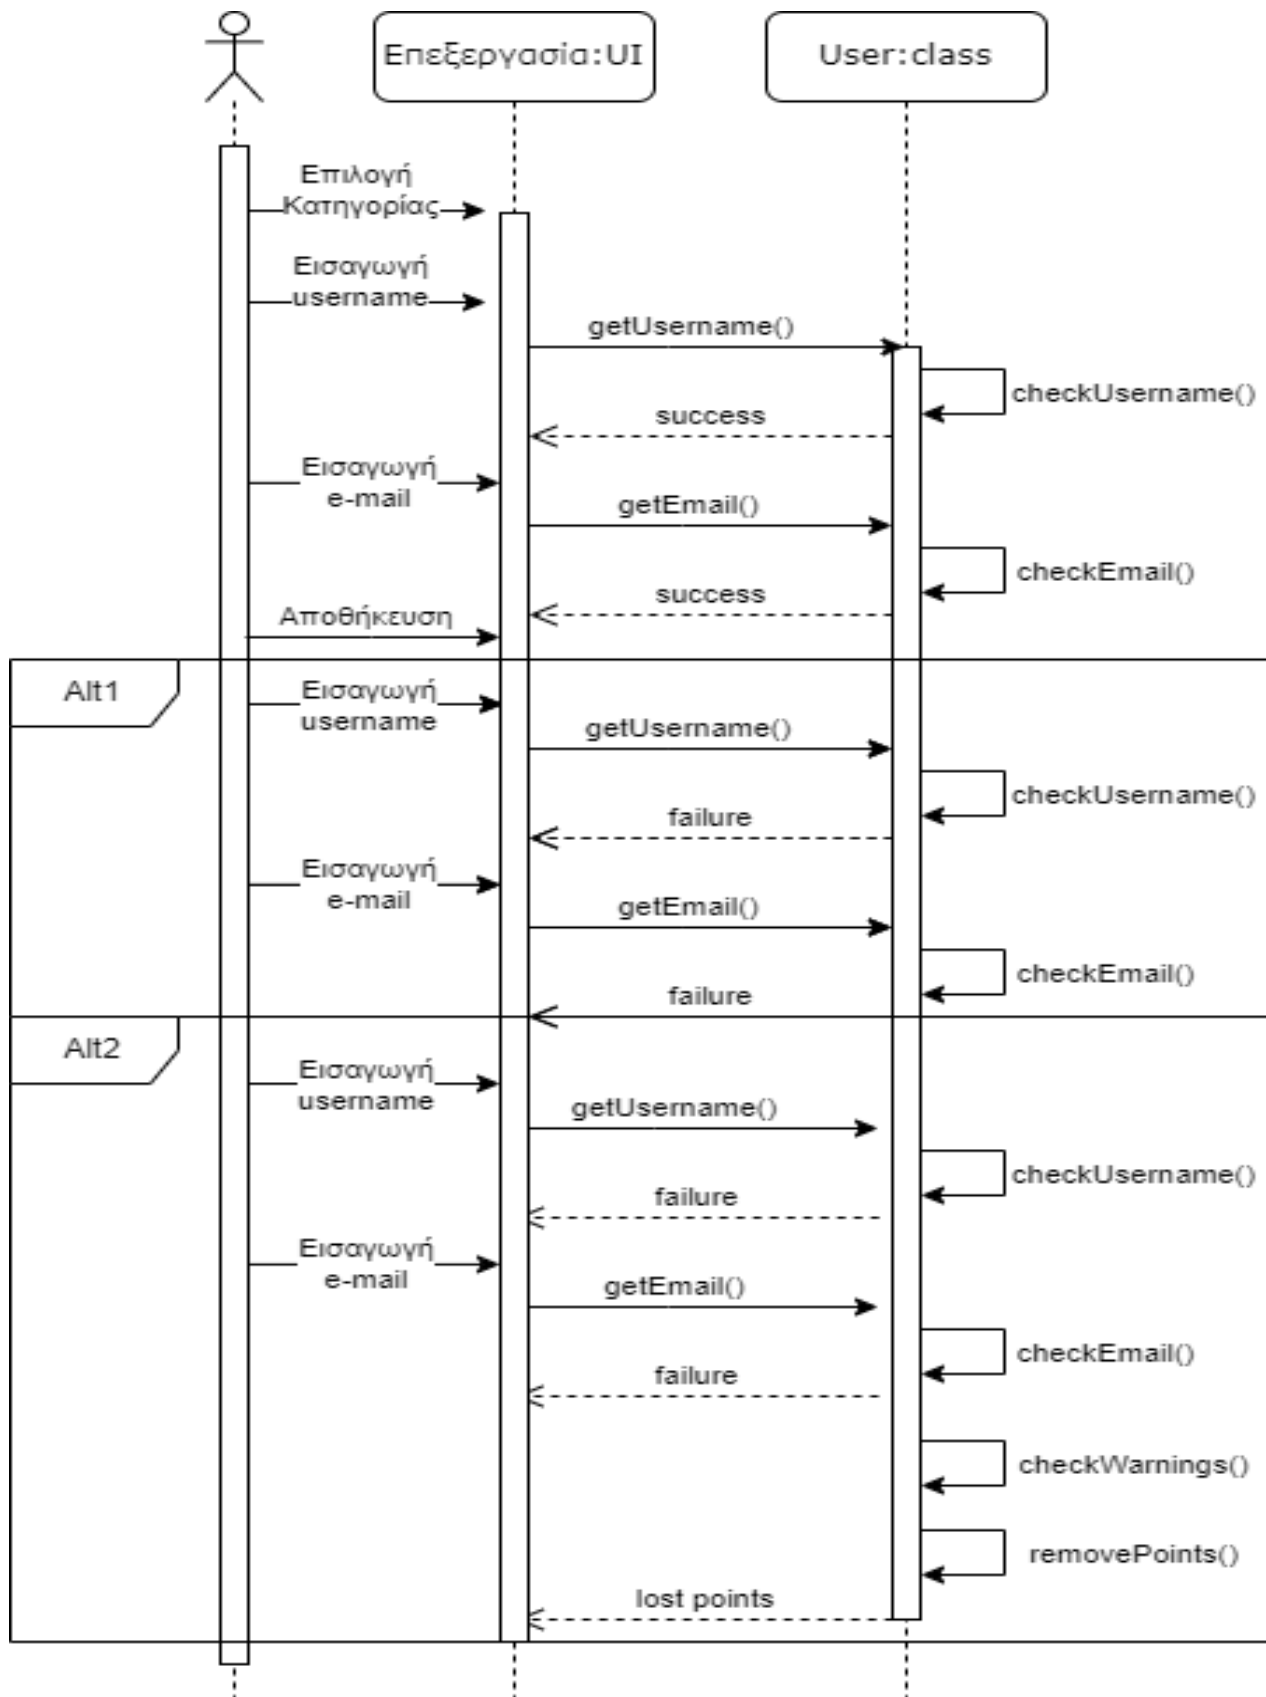 Επεξεργασία:UI
User:class
Επιλογή
Κατηγορίας
Εισαγωγή
username
getUsername()
checkUsername()
success
Εισαγωγή
e-mail
getEmail()
checkEmail()
success
Αποθήκευση
Alt1
Εισαγωγή
username
getUsername()
checkUsername()
failure
Εισαγωγή
e-mail
getEmail()
checkEmail()
failure
Alt2
Εισαγωγή
username
getUsername()
checkUsername()
failure
Εισαγωγή
e-mail
getEmail()
checkEmail()
failure
checkWarnings()
removePoints()
lost points